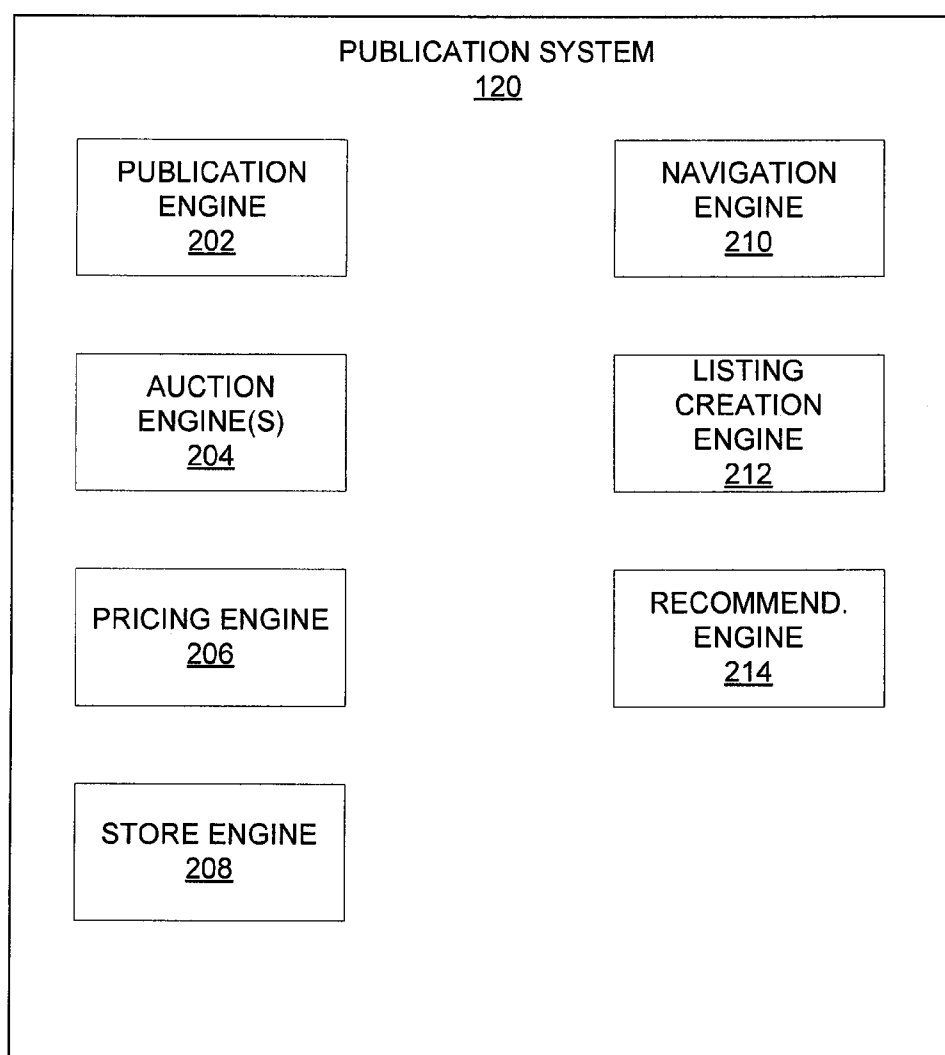 PUBLICATION SYSTEM
120
PUBLICATION
ENGINE
202
NAVIGATION
ENGINE
210
AUCTION
ENGINE(S)
204
LISTING
CREATION
ENGINE
212
PRICING ENGINE
206
RECOMMEND.
ENGINE
214
STORE ENGINE
208